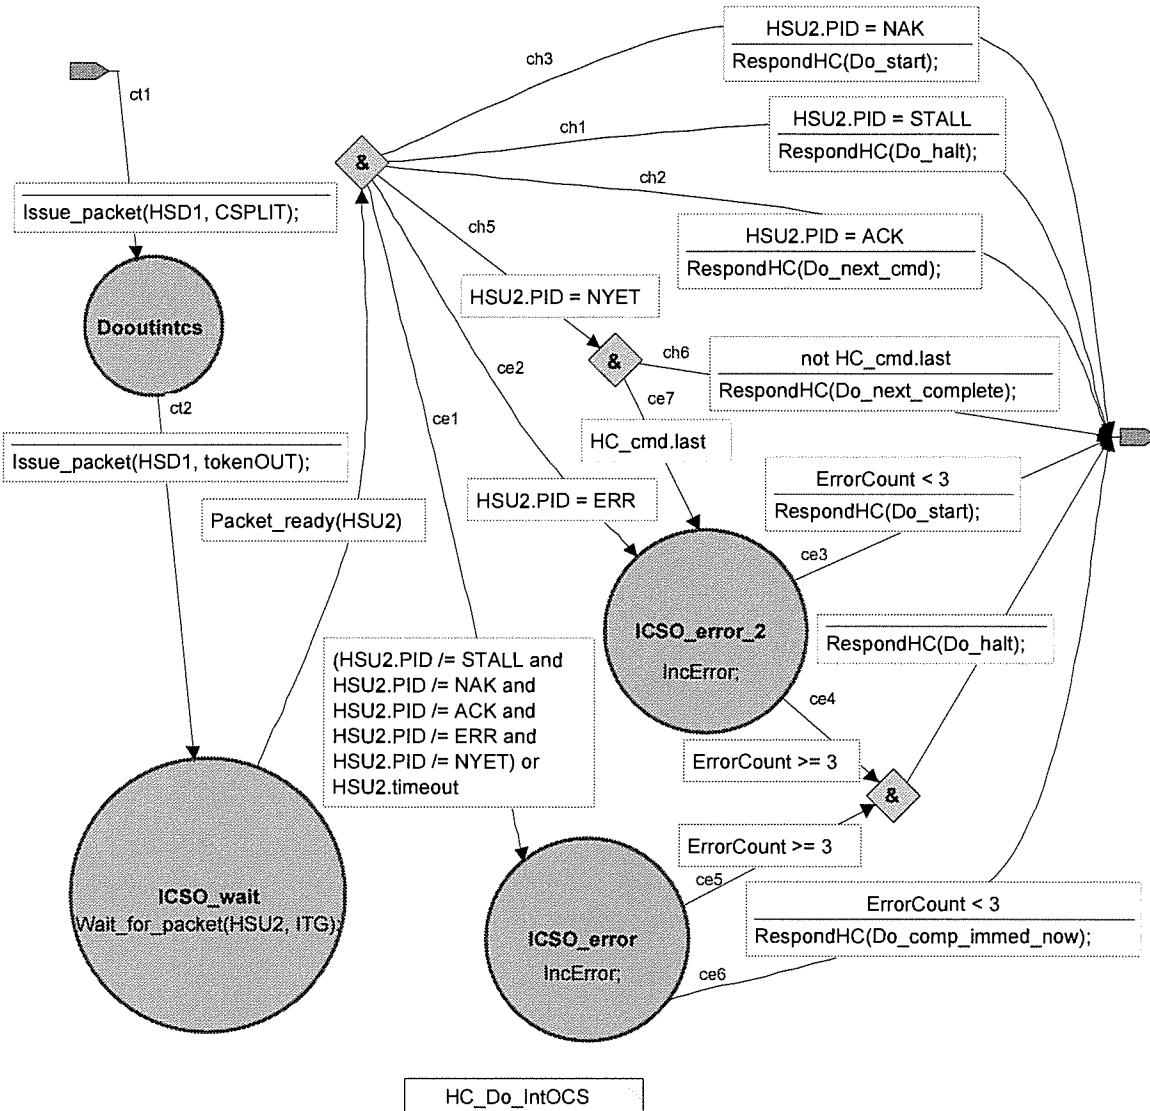 HSU2.PID = NAK
RespondHC(Do_start);
ch3
ct1
HSU2.PID = STALL
RespondHC(Do_halt);
ch1
&
ch2
Issue_packet(HSD1, CSPLIT);
ch5
HSU2.PID = ACK
RespondHC(Do_next_cmd);
HSU2.PID = NYET
Dooutintcs
&
ch6
not HC_cmd.last
RespondHC(Do_next_complete);
ce2
ce7
ct2
ce1
HC_cmd.last
Issue_packet(HSD1, tokenOUT);
ErrorCount < 3
RespondHC(Do_start);
HSU2.PID = ERR
Packet_ready(HSU2)
ce3
ICSO_error_2
IncError;
RespondHC(Do_halt);
(HSU2.PID /= STALL and
HSU2.PID /= NAK and
HSU2.PID /= ACK and
HSU2.PID /= ERR and
HSU2.PID /= NYET) or
HSU2.timeout
ce4
ErrorCount >= 3
&
ErrorCount >= 3
ce5
ICSO_wait
Wait_for_packet(HSU2, ITG);
ErrorCount < 3
RespondHC(Do_comp_immed_now);
ICSO_error
IncError;
ce6
HC_Do_IntOCS